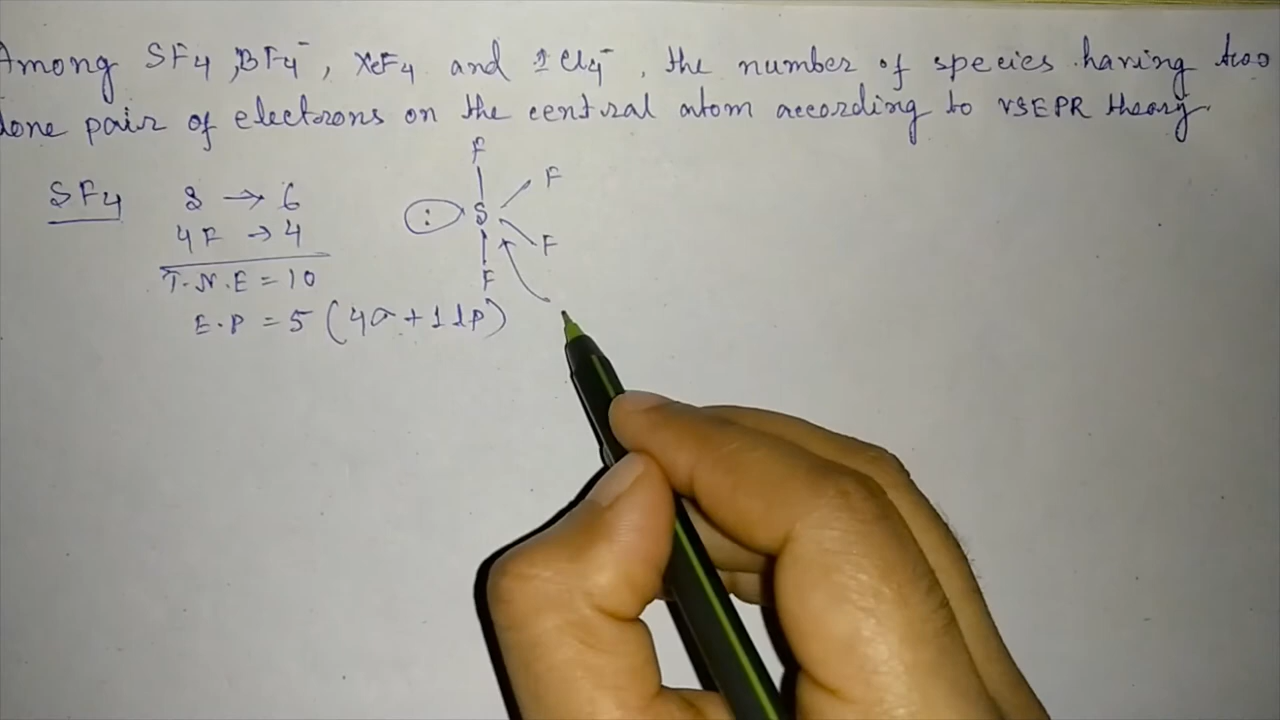 Among SF4, BF4⁻, XeF4 and ICl4⁻, the number of species having two
lone pair of electrons on the central atom according to VSEPR theory.
SF4 S → 6
4F → 4
T.N.E = 10
E.P = 5 (4σ + 1lp)
F
F
: S
F
F